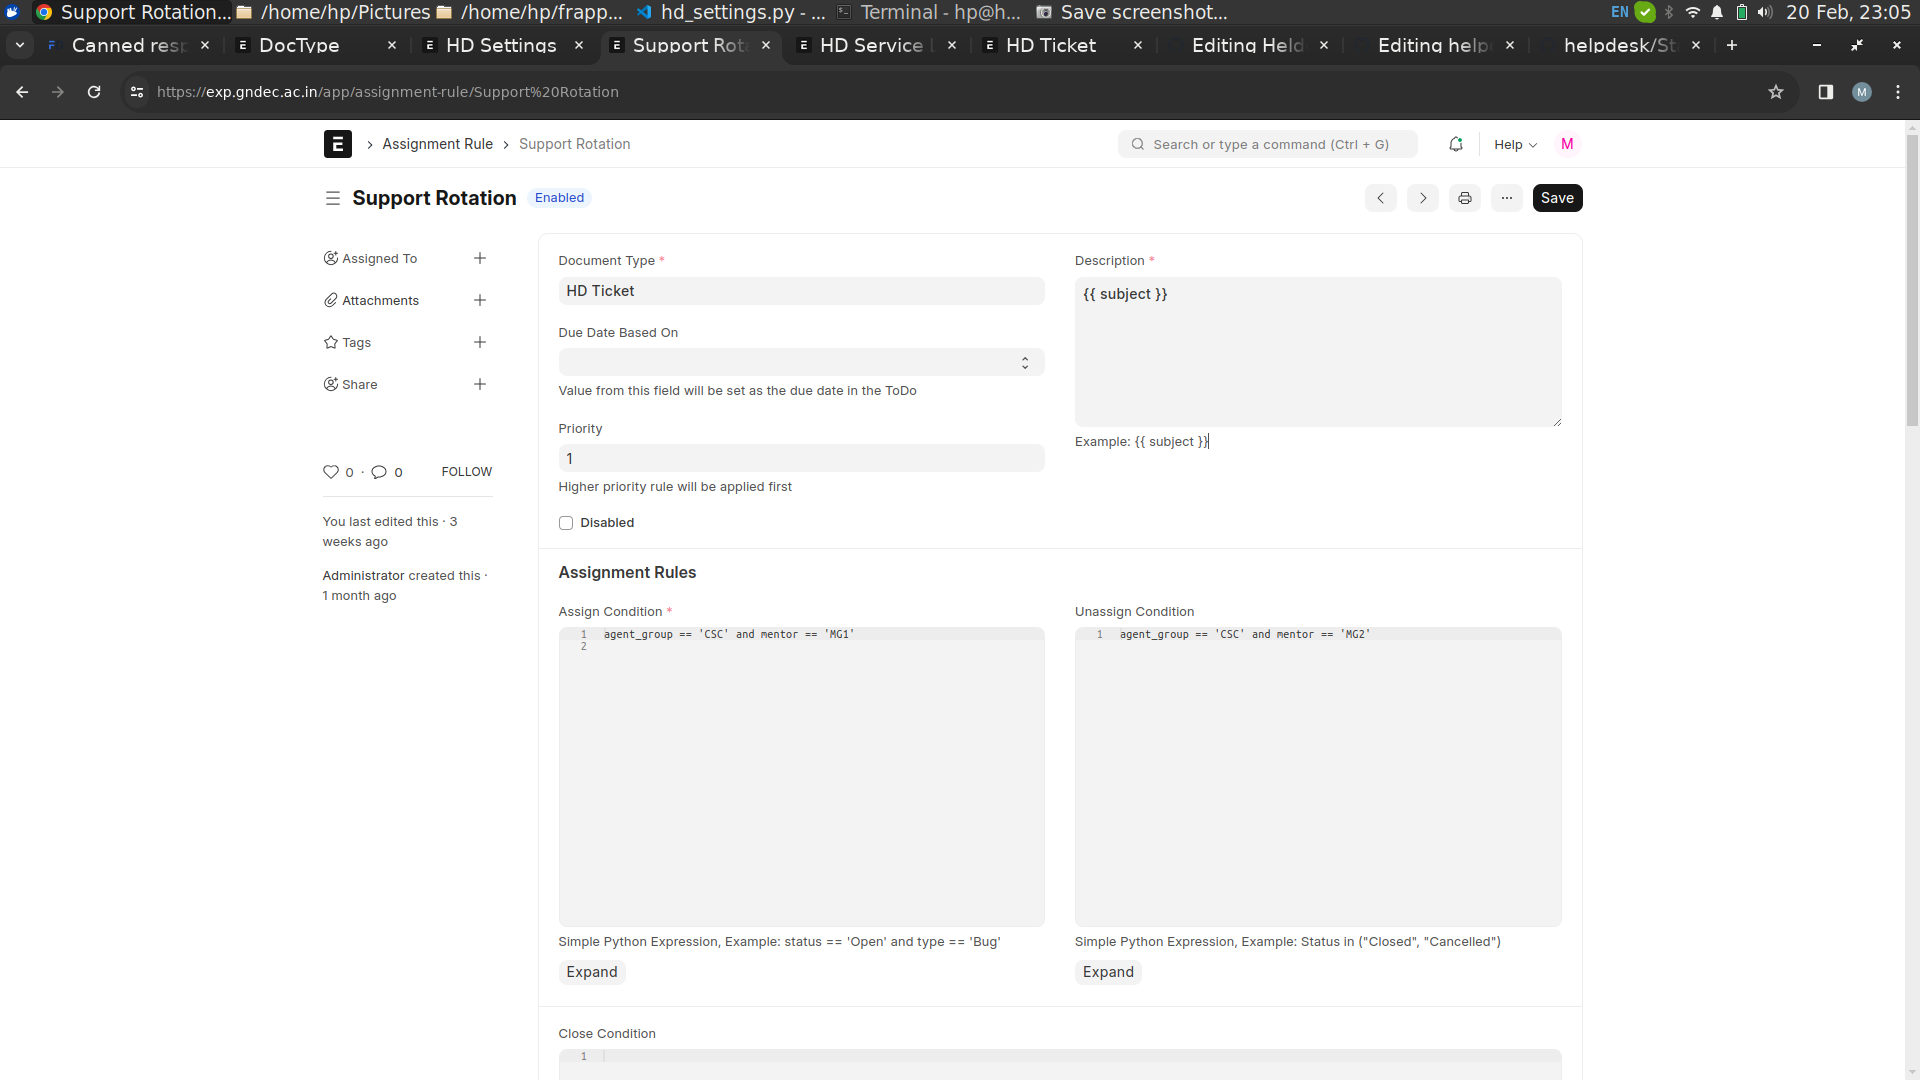 Support Rotation... /home/hp/Pictures /home/hp/frapp... hd_settings.py - ... Terminal - hp@h... Save screenshot... EN 20 Feb, 23:05
Canned resp DocType HD Settings Support Rot HD Service HD Ticket Editing Held Editing help helpdesk/St
https://exp.gndec.ac.in/app/assignment-rule/Support%20Rotation M
E Assignment Rule Support Rotation Search or type a command (Ctrl + G) Help M
Support Rotation Enabled Save
Assigned To
Attachments
Tags
Share
0 · 0 FOLLOW
You last edited this · 3
weeks ago
Administrator created this ·
1 month ago
Document Type *
HD Ticket
Due Date Based On
Value from this field will be set as the due date in the ToDo
Priority
1
Higher priority rule will be applied first
Disabled
Description *
{{ subject }}
Example: {{ subject }}
Assignment Rules
Assign Condition *
1 agent_group == 'CSC' and mentor == 'MG1'
2
Simple Python Expression, Example: status == 'Open' and type == 'Bug'
Expand
Unassign Condition
1 agent_group == 'CSC' and mentor == 'MG2'
Simple Python Expression, Example: Status in ("Closed", "Cancelled")
Expand
Close Condition
1